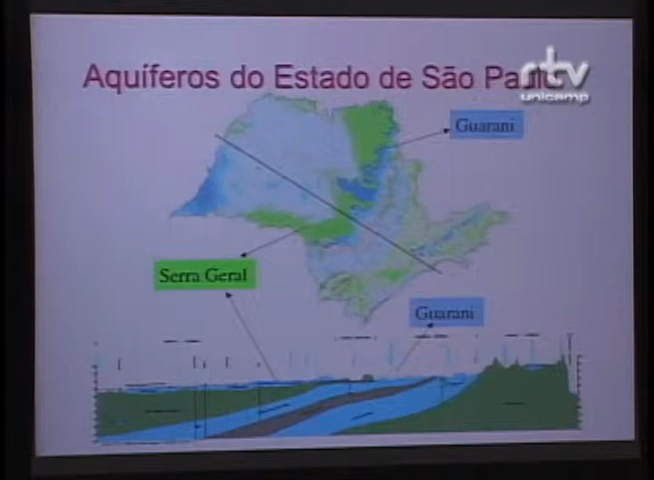 Aquíferos do Estado de São Paulo
rtv
unicamp
Guarani
Serra Geral
Guarani